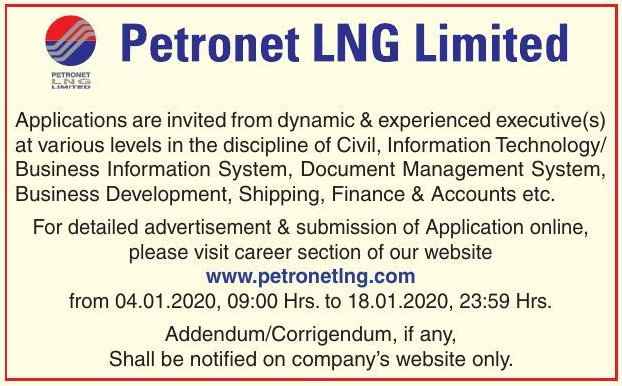 Petronet LNG Limited
PETRONET
LNG
LIMITED
Applications are invited from dynamic & experienced executive(s)
at various levels in the discipline of Civil, Information Technology/
Business Information System, Document Management System,
Business Development, Shipping, Finance & Accounts etc.
For detailed advertisement & submission of Application online,
please visit career section of our website
www.petronetlng.com
from 04.01.2020, 09:00 Hrs. to 18.01.2020, 23:59 Hrs.
Addendum/Corrigendum, if any,
Shall be notified on company's website only.